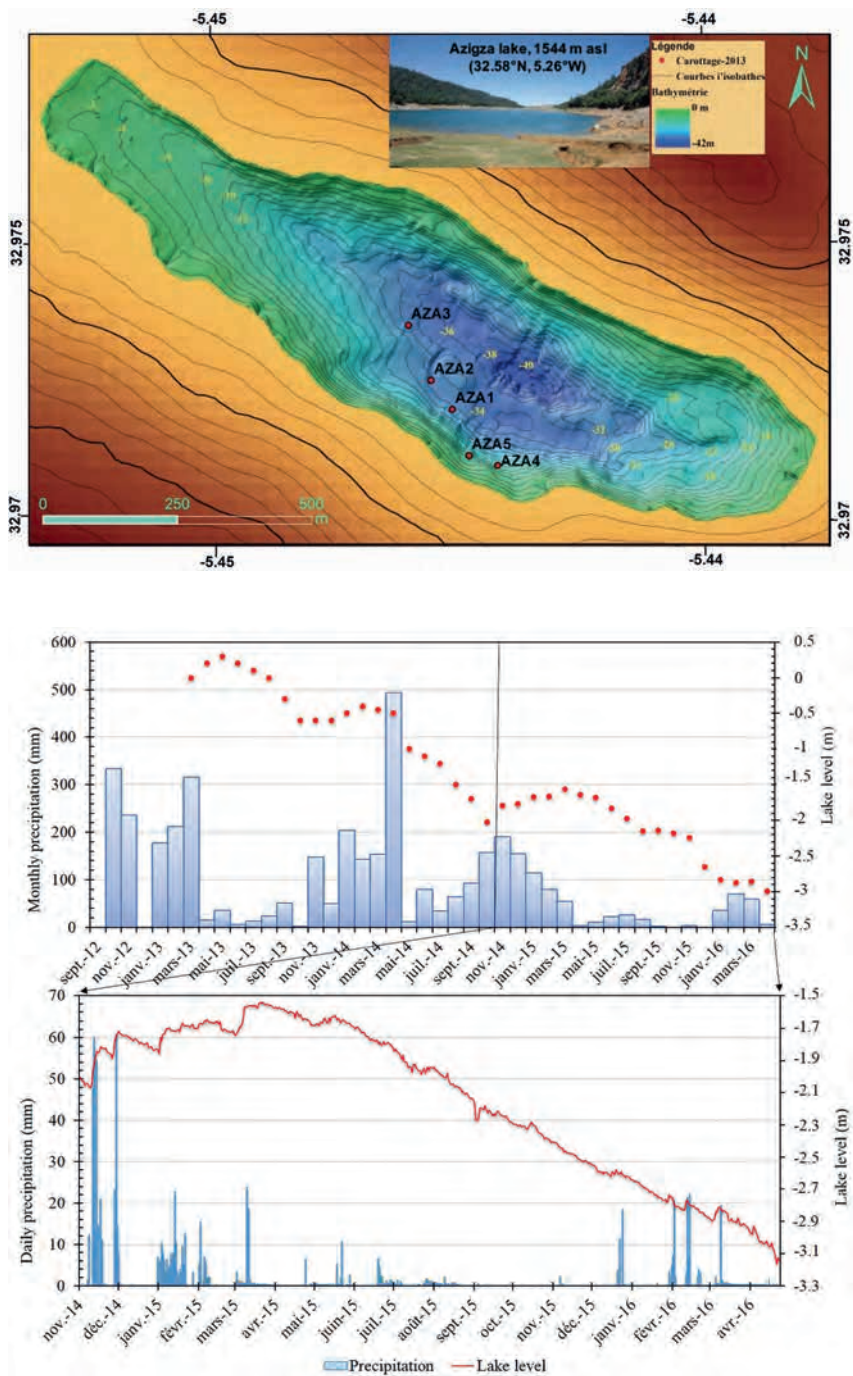 -5.45
-5.44
Azigza lake, 1544 m asl
(32.58°N, 5.26°W)
Légende
Carottage-2013
Courbes i'isobathes
Bathymétrie
0 m
-42m
N
32.975
32.975
AZA3
-36
-38
-40
AZA2
AZA1
-34
AZA5
AZA4
-32
32.97
32.97
0 250 500
m
-5.45
-5.44
Monthly precipitation (mm)
600
500
400
300
200
100
0
Lake level (m)
0.5
0
-0.5
-1
-1.5
-2
-2.5
-3
-3.5
sept.-12
nov.-12
janv.-13
mars-13
mai-13
juil.-13
sept.-13
nov.-13
janv.-14
mars-14
mai-14
juil.-14
sept.-14
nov.-14
janv.-15
mars-15
mai-15
juil.-15
sept.-15
nov.-15
janv.-16
mars-16
Daily precipitation (mm)
70
60
50
40
30
20
10
0
Lake level (m)
-1.5
-1.7
-1.9
-2.1
-2.3
-2.5
-2.7
-2.9
-3.1
-3.3
nov.-14
déc.-14
janv.-15
févr.-15
mars-15
avr.-15
mai-15
juin-15
juil.-15
août-15
sept.-15
oct.-15
nov.-15
déc.-15
janv.-16
févr.-16
mars-16
avr.-16
Precipitation
Lake level